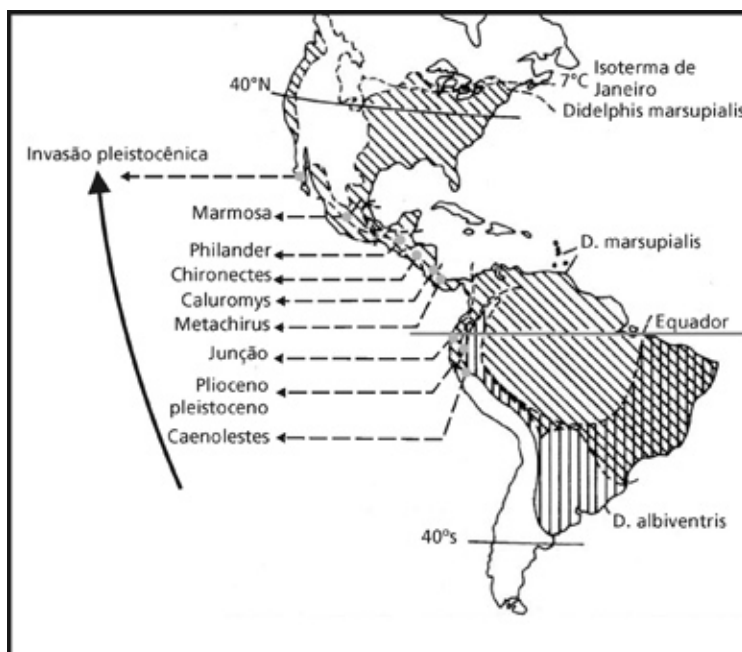 7°C Isoterma de
Janeiro
40°N
Didelphis marsupialis
Invasão pleistocênica
Marmosa
Philander
D. marsupialis
Chironectes
Caluromys
Metachirus
Equador
Junção
Plioceno
pleistoceno
Caenolestes
D. albiventris
40°s